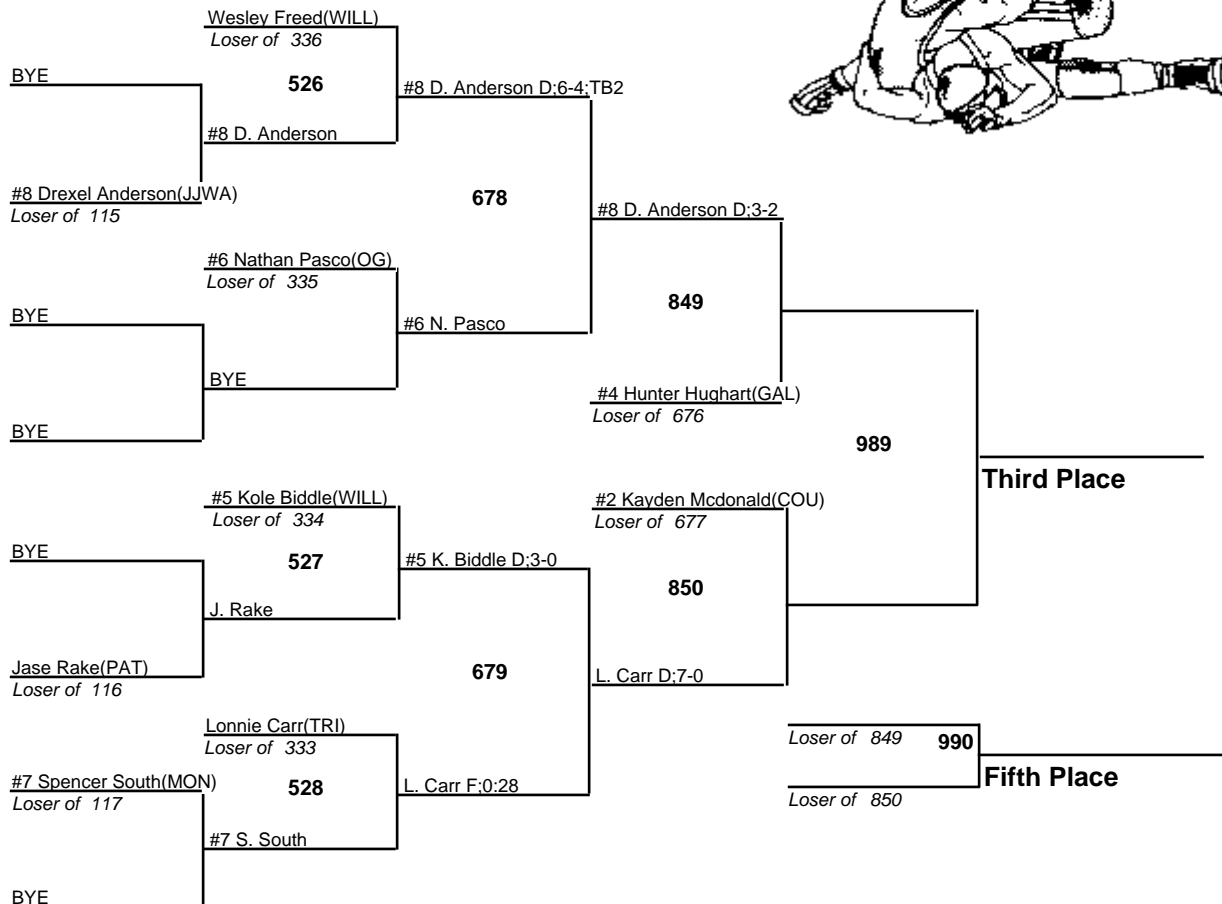 Wesley Freed(WILL)
Loser of 336
BYE
526
#8 D. Anderson D;6-4;TB2
#8 D. Anderson
#8 Drexel Anderson(JJWA)
Loser of 115
678
#8 D. Anderson D;3-2
#6 Nathan Pasco(OG)
Loser of 335
849
BYE
#6 N. Pasco
BYE
#4 Hunter Hughart(GAL)
Loser of 676
BYE
989
Third Place
#5 Kole Biddle(WILL)
Loser of 334
#2 Kayden Mcdonald(COU)
Loser of 677
BYE
527
#5 K. Biddle D;3-0
850
J. Rake
Jase Rake(PAT)
Loser of 116
679
L. Carr D;7-0
Lonnie Carr(TRI)
Loser of 333
Loser of 849
990
Fifth Place
#7 Spencer South(MON)
Loser of 117
528
L. Carr F;0:28
Loser of 850
#7 S. South
BYE